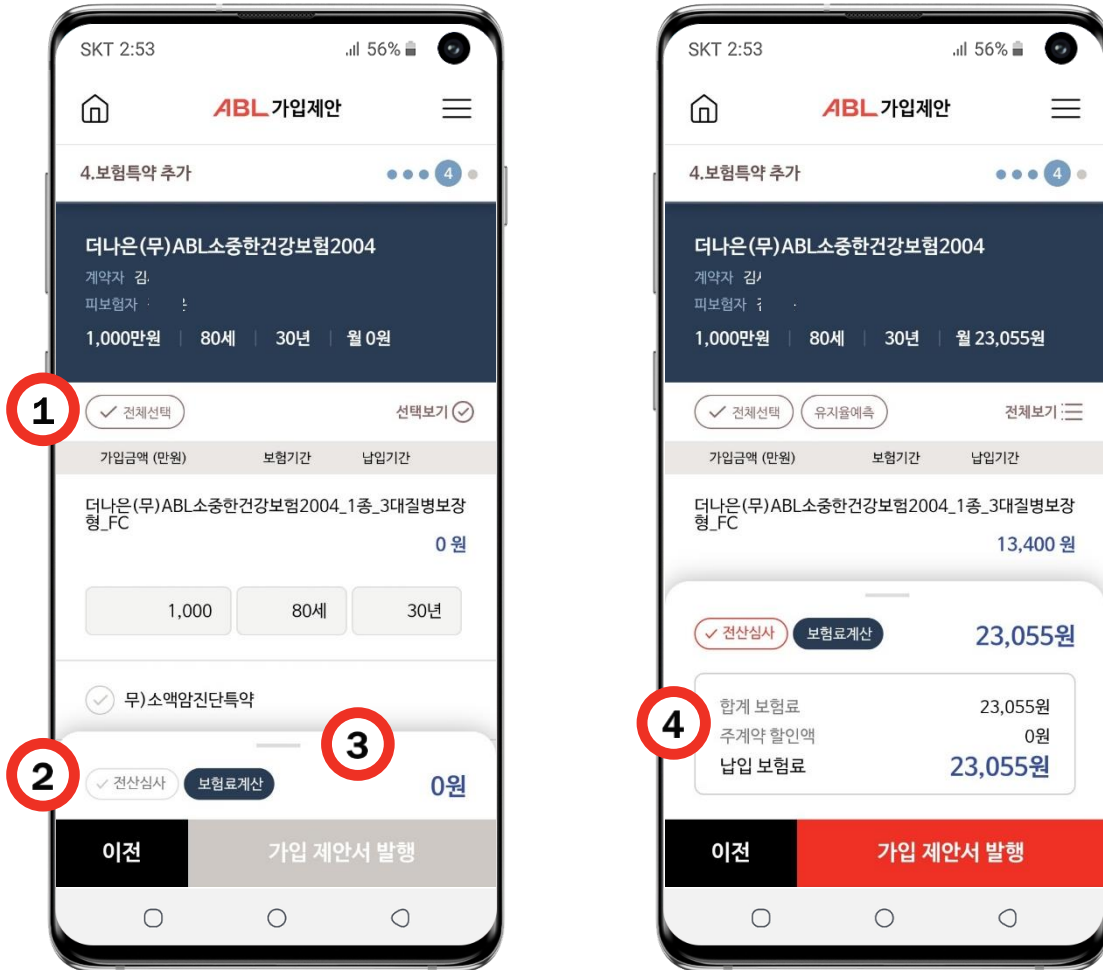 SKT 2:53
56%
ABL 가입제안
4.보험특약 추가
4
더나은(무)ABL소중한건강보험2004
계약자 김
피보험자
1,000만원 80세 30년 월 0원
1
전체선택 선택보기
가입금액 (만원) 보험기간 납입기간
더나은(무)ABL소중한건강보험2004_1종_3대질병보장
형_FC
0 원
1,000 80세 30년
무)소액암진단특약
3
2
전산심사 보험료계산 0원
이전 가입 제안서 발행
SKT 2:53
56%
ABL 가입제안
4.보험특약 추가
4
더나은(무)ABL소중한건강보험2004
계약자
피보험자
1,000만원 80세 30년 월 23,055원
전체선택 유지율예측 전체보기
가입금액 (만원) 보험기간 납입기간
더나은(무)ABL소중한건강보험2004_1종_3대질병보장
형_FC
13,400 원
전산심사 보험료계산 23,055원
4
합계 보험료 23,055원
주계약 할인액 0원
납입 보험료 23,055원
이전 가입 제안서 발행